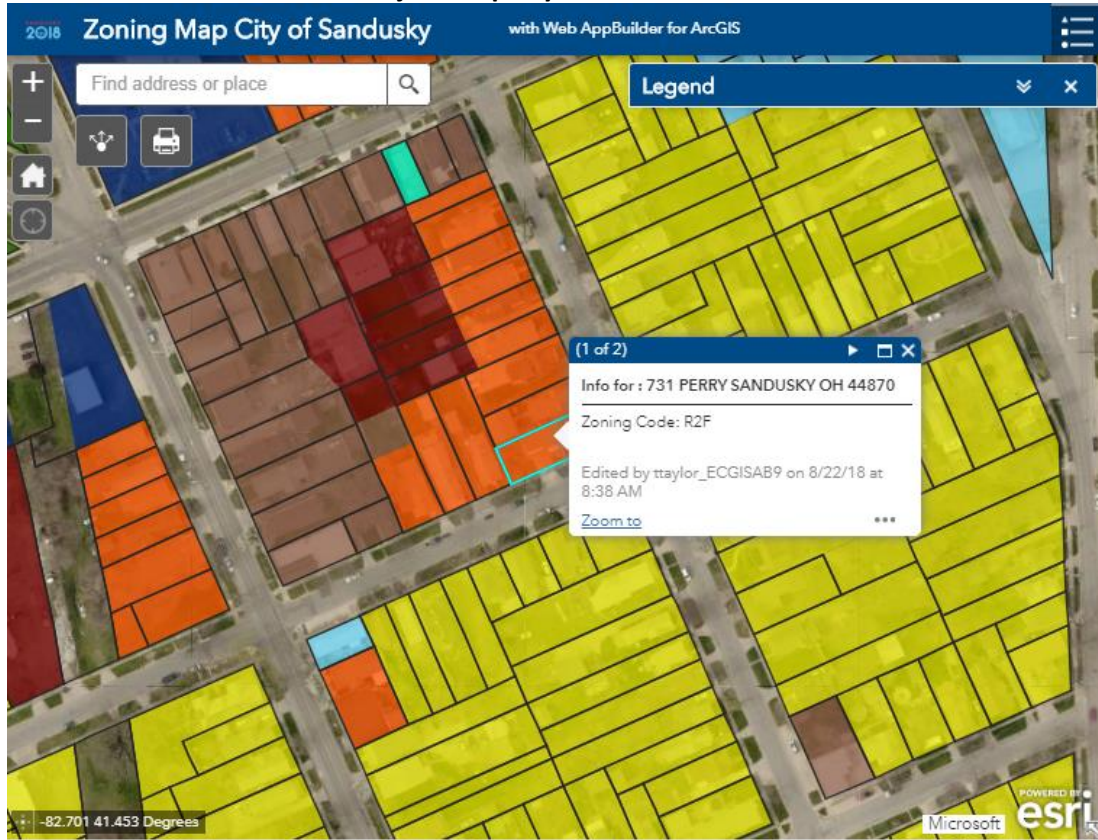 2018 Zoning Map City of Sandusky with Web AppBuilder for ArcGIS
+
Find address or place
Legend
−
(1 of 2)
Info for : 731 PERRY SANDUSKY OH 44870
Zoning Code: R2F
Edited by ttaylor_ECGISAB9 on 8/22/18 at
8:38 AM
Zoom to
•••
-82.701 41.453 Degrees
Microsoft
POWERED BY
esri